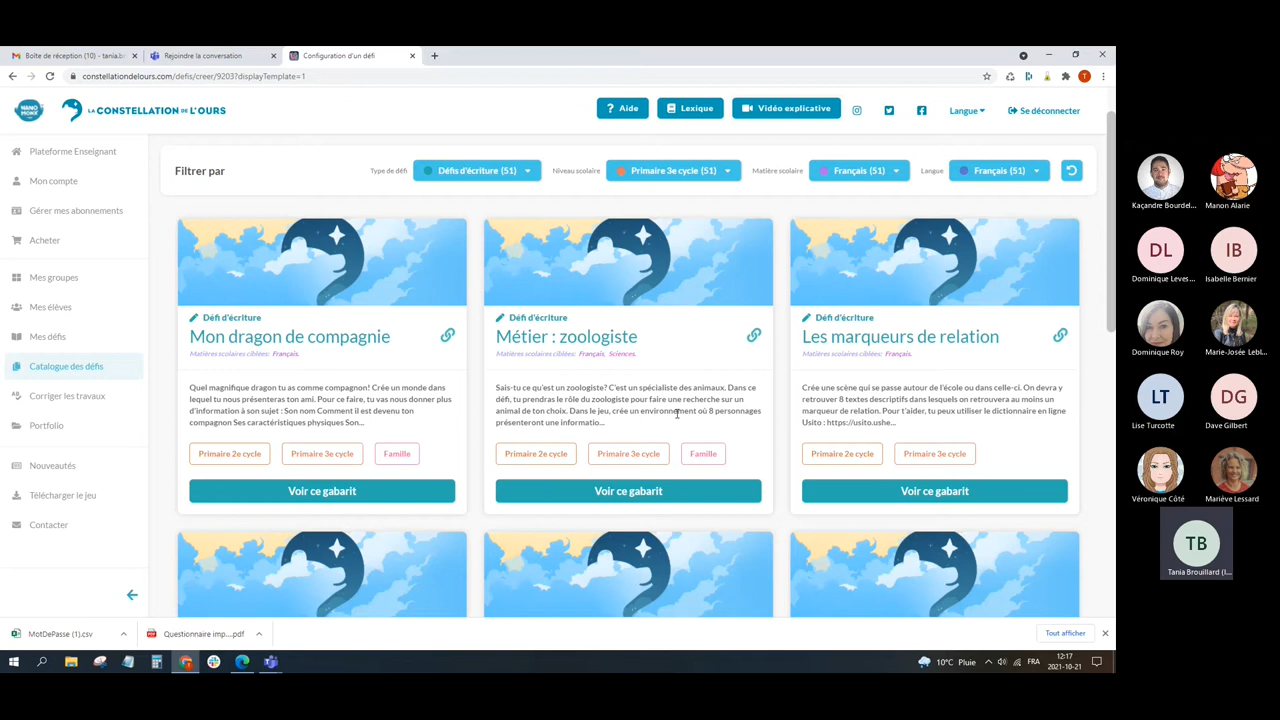 Boîte de réception (10) - tania.b
Rejoindre la conversation
Configuration d'un défi
constellationdelours.com/defis/creer/9203?displayTemplate=1
T
LA CONSTELLATION DE L'OURS
Aide
Lexique
Vidéo explicative
Langue
Se déconnecter
Plateforme Enseignant
Mon compte
Gérer mes abonnements
Acheter
Mes groupes
Mes élèves
Mes défis
Catalogue des défis
Corriger les travaux
Portfolio
Nouveautés
Télécharger le jeu
Contacter
Filtrer par
Type de défi
Défis d'écriture (51)
Niveau scolaire
Primaire 3e cycle (51)
Matière scolaire
Français (51)
Langue
Français (51)
Défi d'écriture
Mon dragon de compagnie
Matières scolaires ciblées: Français.
Quel magnifique dragon tu as comme compagnon! Crée un monde dans
lequel tu nous présenteras ton ami. Pour ce faire, tu vas nous donner plus
d'information à son sujet : Son nom Comment il est devenu ton
compagnon Ses caractéristiques physiques Son...
Primaire 2e cycle
Primaire 3e cycle
Famille
Voir ce gabarit
Défi d'écriture
Métier : zoologiste
Matières scolaires ciblées: Français, Sciences.
Sais-tu ce qu'est un zoologiste? C'est un spécialiste des animaux. Dans ce
défi, tu prendras le rôle du zoologiste pour faire une recherche sur un
animal de ton choix. Dans le jeu, crée un environnement où 8 personnages
présenteront une informatio...
Primaire 2e cycle
Primaire 3e cycle
Famille
Voir ce gabarit
Défi d'écriture
Les marqueurs de relation
Matières scolaires ciblées: Français.
Crée une scène qui se passe autour de l'école ou dans celle-ci. On devra y
retrouver 8 textes descriptifs dans lesquels on retrouvera au moins un
marqueur de relation. Pour t'aider, tu peux utiliser le dictionnaire en ligne
Usito : https://usito.ushe...
Primaire 2e cycle
Primaire 3e cycle
Voir ce gabarit
MotDePasse (1).csv
Questionnaire imp....pdf
Tout afficher
10°C Pluie
FRA
12:17
2021-10-21
Kaçandre Bourdel...
Manon Alarie
DL
Dominique Leves...
IB
Isabelle Bernier
Dominique Roy
Marie-Josée Lebl...
LT
Lise Turcotte
DG
Dave Gilbert
Véronique Côté
Mariève Lessard
TB
Tania Brouillard (I...